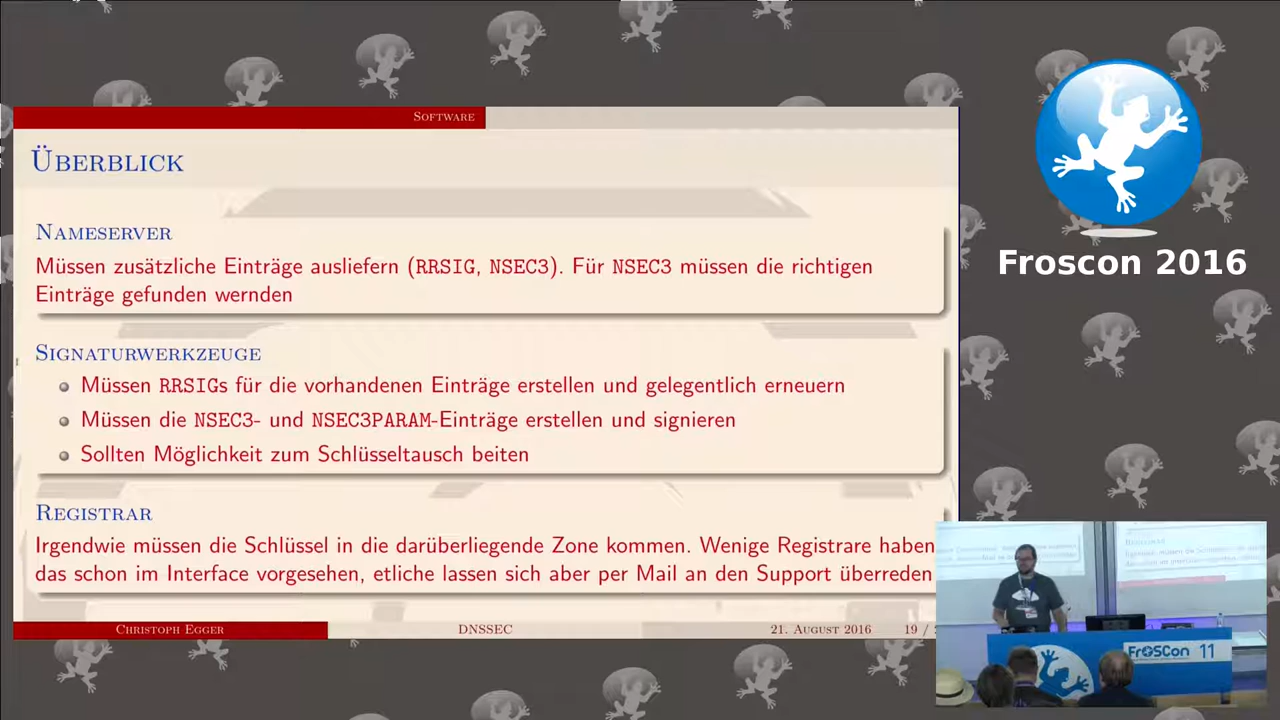 SOFTWARE
ÜBERBLICK
NAMESERVER
Müssen zusätzliche Einträge ausliefern (RRSIG, NSEC3). Für NSEC3 müssen die richtigen
Einträge gefunden wernden
SIGNATURWERKZEUGE
Müssen RRSIGs für die vorhandenen Einträge erstellen und gelegentlich erneuern
Müssen die NSEC3- und NSEC3PARAM-Einträge erstellen und signieren
Sollten Möglichkeit zum Schlüsseltausch beiten
REGISTRAR
Irgendwie müssen die Schlüssel in die darüberliegende Zone kommen. Wenige Registrare haben
das schon im Interface vorgesehen, etliche lassen sich aber per Mail an den Support überreden
CHRISTOPH EGGER
DNSSEC
21. AUGUST 2016
19 /
Froscon 2016
FrOSCon 11